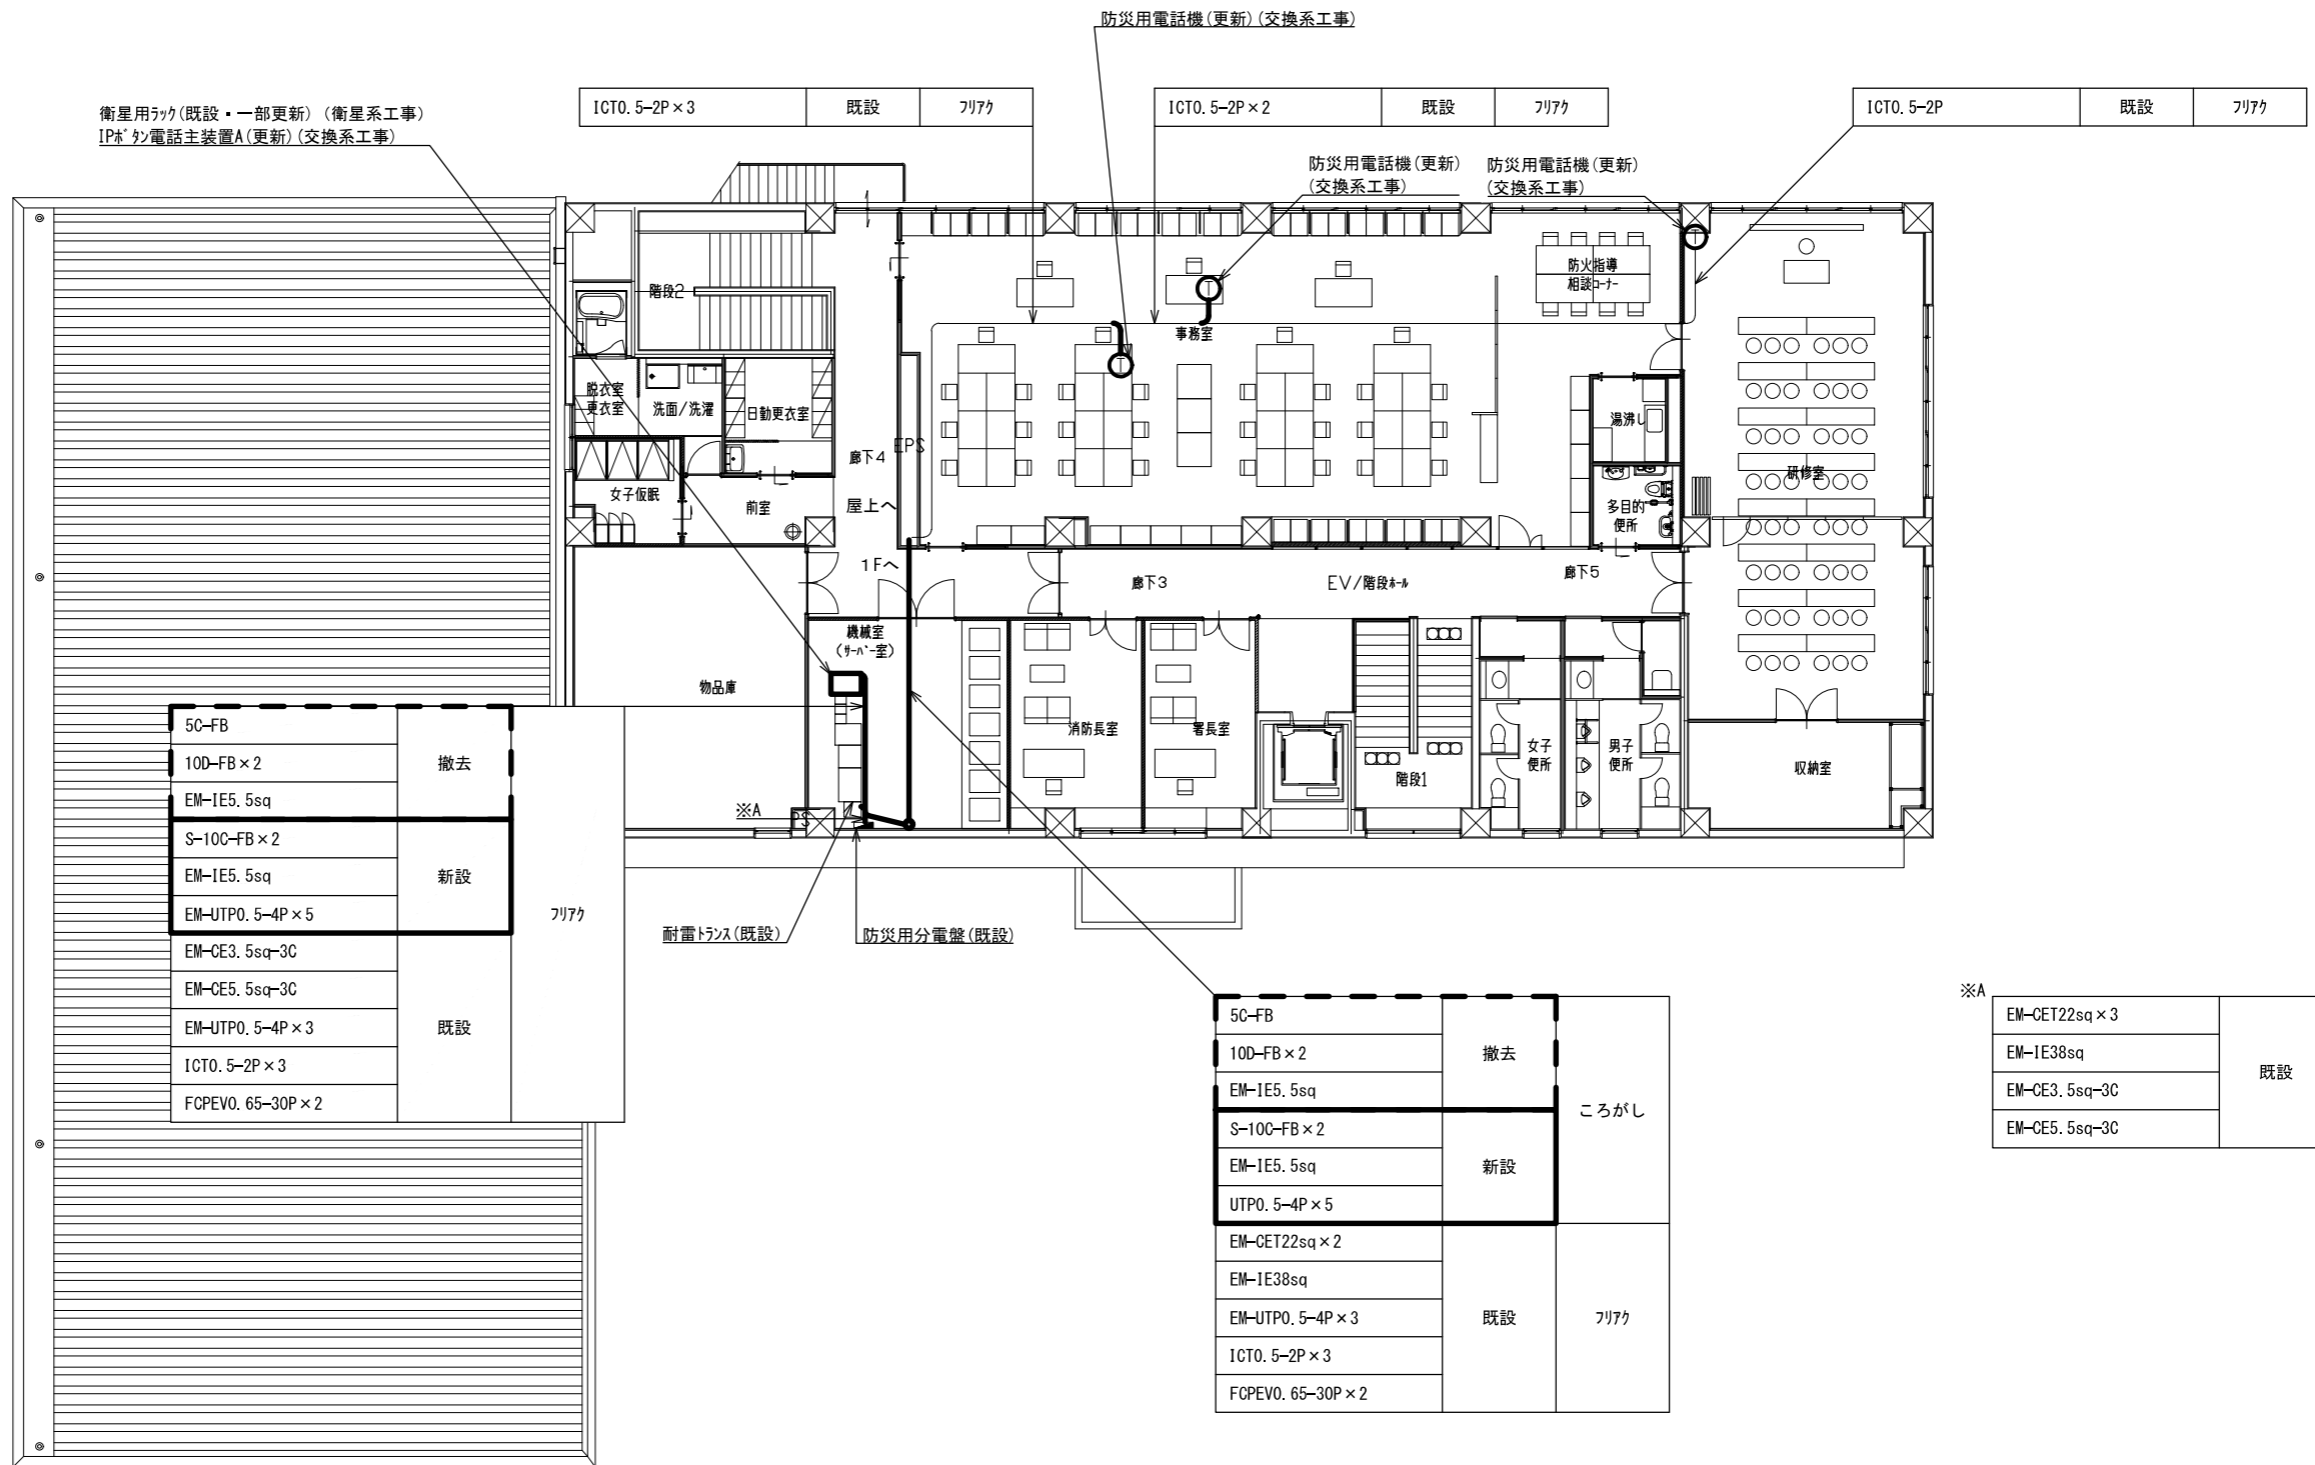 防災用電話機(更新)(交換系工事)
衛星用ﾗｯｸ(既設・一部更新) (衛星系工事)
IPﾎﾞﾀﾝ電話主装置A(更新)(交換系工事)
ICT0.5-2P×3 既設 ﾌﾘｱｸ
ICT0.5-2P×2 既設 ﾌﾘｱｸ
ICT0.5-2P 既設 ﾌﾘｱｸ
防災用電話機(更新)
(交換系工事)
防災用電話機(更新)
(交換系工事)
階段2
防火指導
相談ｺｰﾅｰ
事務室
脱衣室
更衣室
洗面/洗濯
日勤更衣室
湯沸し
廊下4
EPS
女子仮眠
前室
屋上へ
多目的
便所
研修室
1Fへ
廊下3
EV/階段ﾎｰﾙ
廊下5
機械室
(ｻｰﾊﾞｰ室)
物品庫
消防長室
署長室
階段1
女子
便所
男子
便所
収納室
※A
PS
耐雷ﾄﾗﾝｽ(既設)
防災用分電盤(既設)
5C-FB
10D-FB×2
EM-IE5.5sq
撤去
S-10C-FB×2
EM-IE5.5sq
EM-UTP0.5-4P×5
新設
EM-CE3.5sq-3C
EM-CE5.5sq-3C
EM-UTP0.5-4P×3
ICT0.5-2P×3
FCPEV0.65-30P×2
既設
ﾌﾘｱｸ
5C-FB
10D-FB×2
EM-IE5.5sq
撤去
S-10C-FB×2
EM-IE5.5sq
UTP0.5-4P×5
新設
ころがし
EM-CET22sq×2
EM-IE38sq
EM-UTP0.5-4P×3
ICT0.5-2P×3
FCPEV0.65-30P×2
既設
ﾌﾘｱｸ
※A
EM-CET22sq×3
EM-IE38sq
EM-CE3.5sq-3C
EM-CE5.5sq-3C
既設